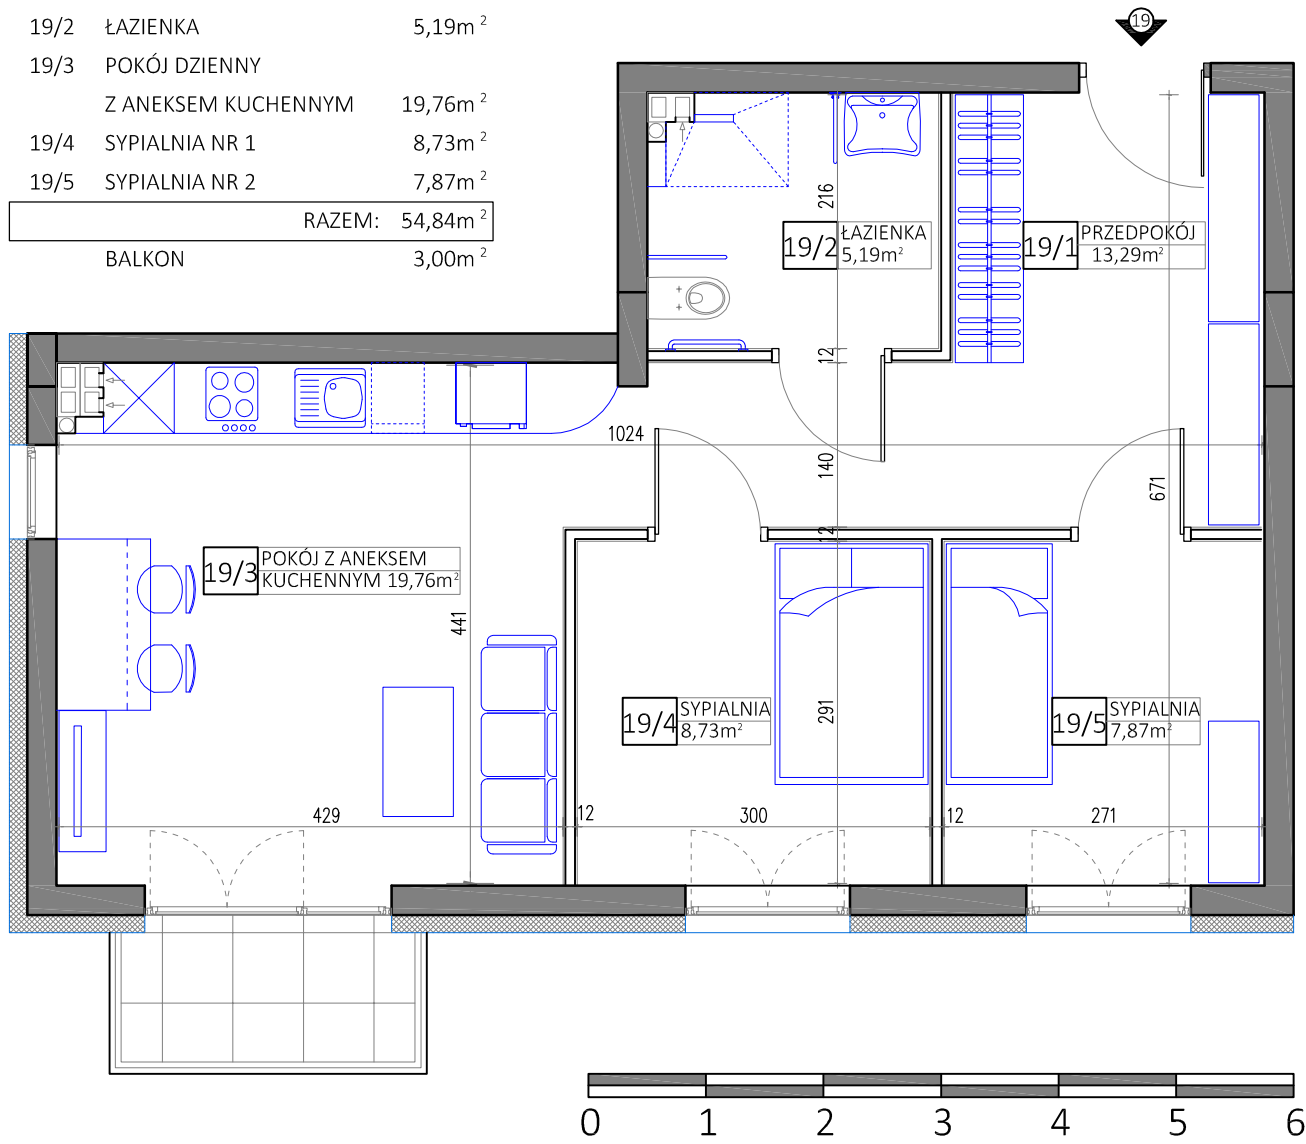 19/2 ŁAZIENKA 5,19m²
19/3 POKÓJ DZIENNY
Z ANEKSEM KUCHENNYM 19,76m²
19/4 SYPIALNIA NR 1 8,73m²
19/5 SYPIALNIA NR 2 7,87m²
RAZEM: 54,84m²
BALKON 3,00m²
19
216
19/2 ŁAZIENKA
5,19m²
19/1 PRZEDPOKÓJ
13,29m²
12
1024
140
671
12
19/3 POKÓJ Z ANEKSEM
KUCHENNYM 19,76m²
441
19/4 SYPIALNIA
8,73m²
291
19/5 SYPIALNIA
7,87m²
429
12
300
12
271
0 1 2 3 4 5 6